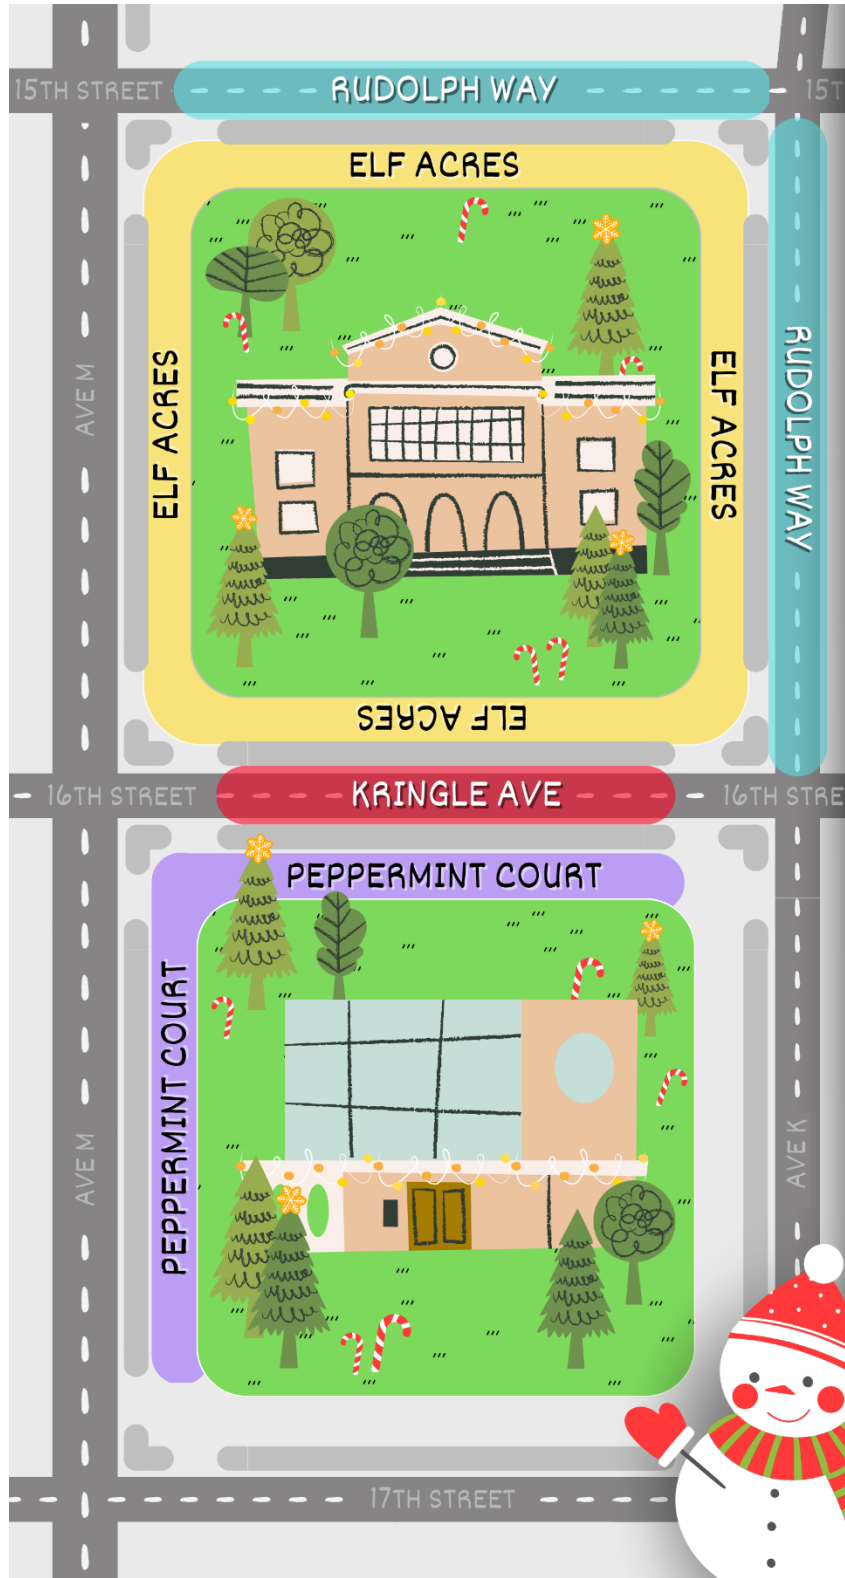 15TH STREET
RUDOLPH WAY
15T
ELF ACRES
AVE M
ELF ACRES
ELF ACRES
RUDOLPH WAY
ELF ACRES
16TH STREET
KRINGLE AVE
16TH STRE
PEPPERMINT COURT
PEPPERMINT COURT
AVE M
AVE K
17TH STREET